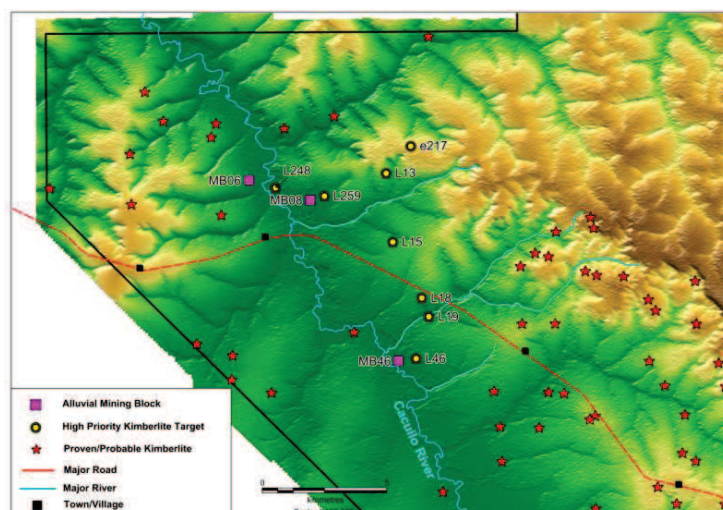 e217
L248
L13
MB06
L259
MB08
L15
L18
L19
MB46
L46
Cacuilo River
Alluvial Mining Block
High Priority Kimberlite Target
Proven/Probable Kimberlite
Major Road
Major River
Town/Village
0 5
kilometres